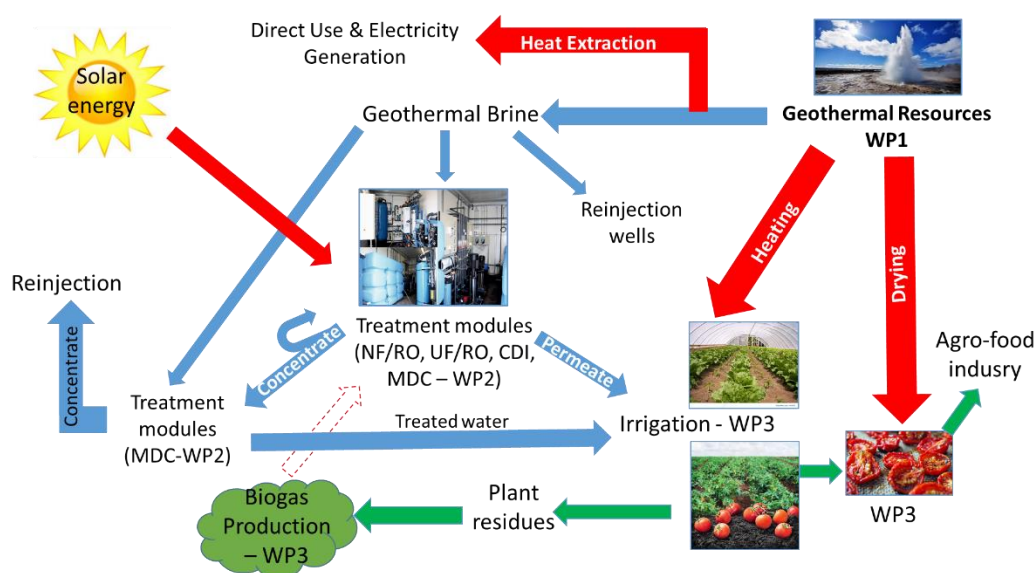 Solar
energy
Direct Use & Electricity
Generation
Heat Extraction
Geothermal Resources
WP1
Geothermal Brine
Reinjection
wells
Heating
Drying
Reinjection
Concentrate
Concentrate
Treatment modules
(NF/RO, UF/RO, CDI,
MDC – WP2)
Permeate
Agro-food
indusry
Treatment
modules
(MDC-WP2)
Treated water
Irrigation - WP3
Biogas
Production
– WP3
Plant
residues
WP3